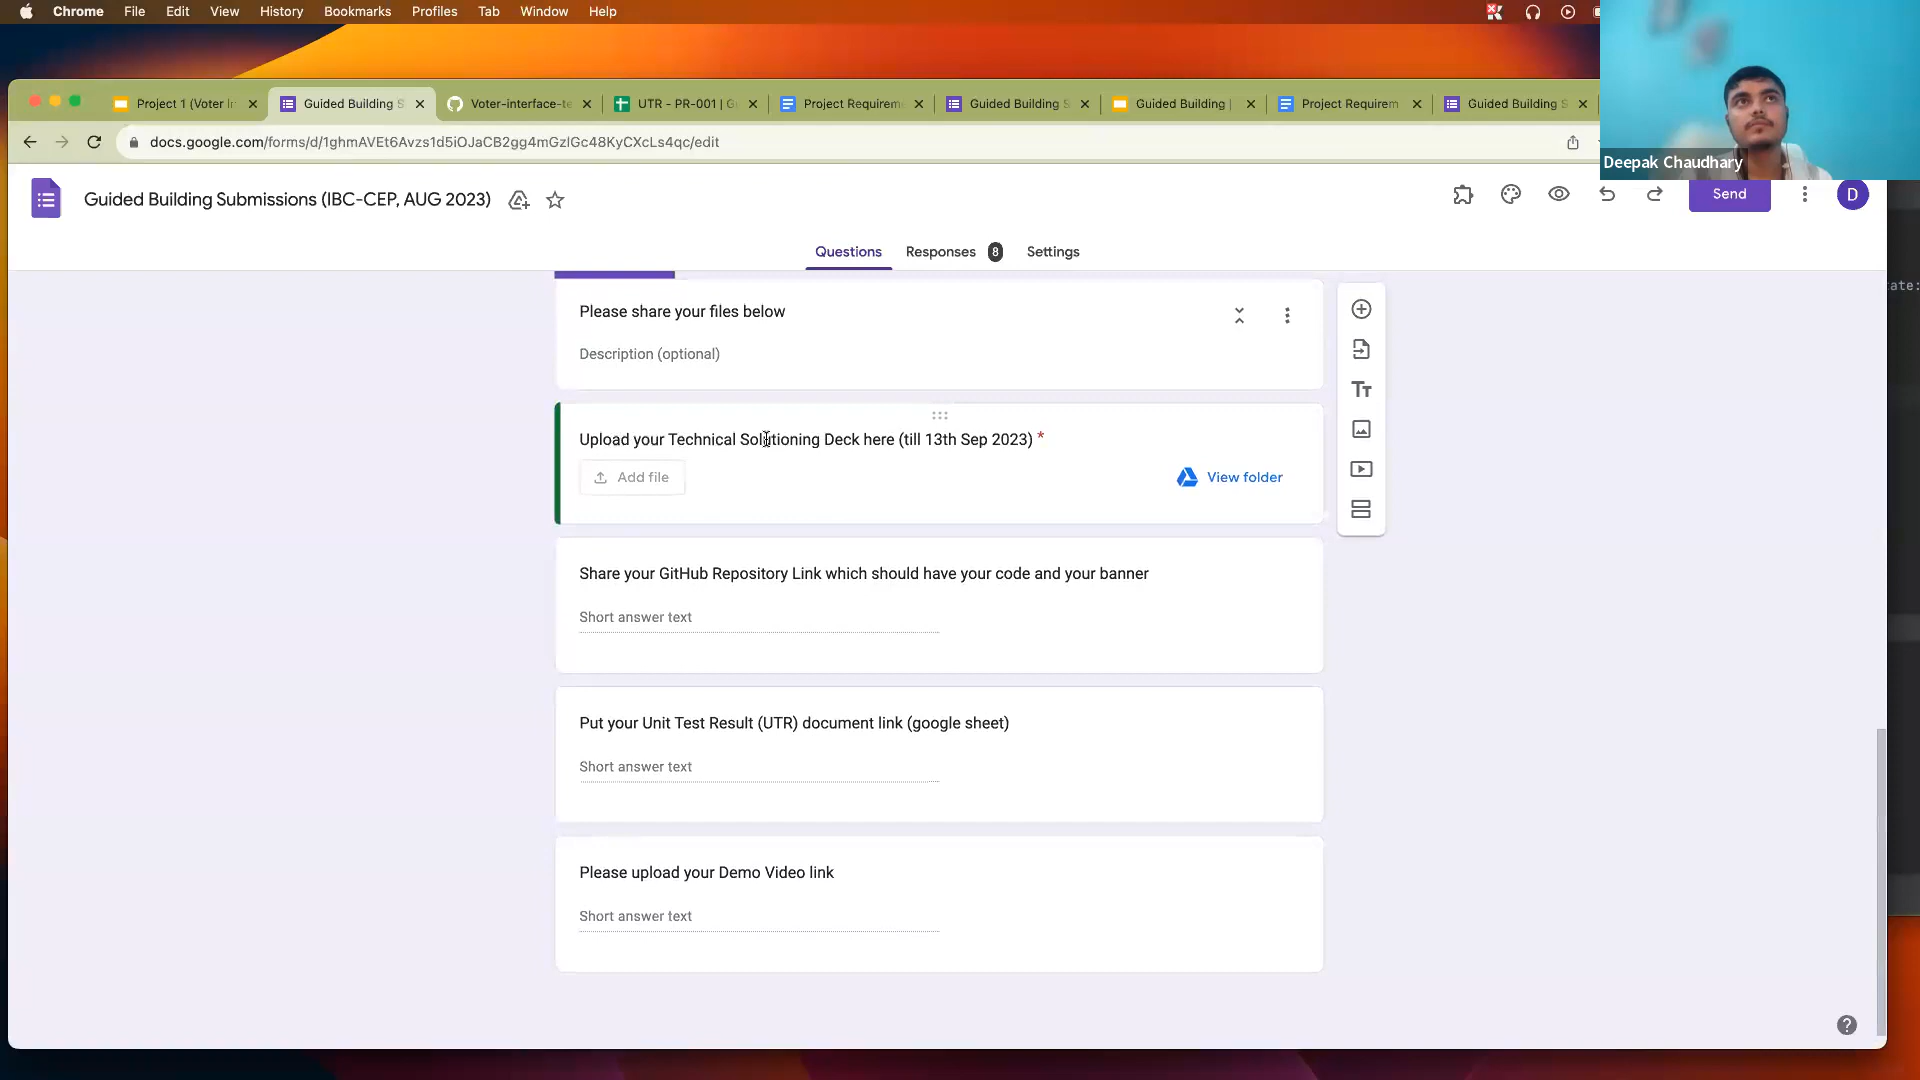 Chrome File Edit View History Bookmarks Profiles Tab Window Help
Project 1 (Voter I
Guided Building S
Voter-interface-te
UTR - PR-001 | G
Project Requirem
Guided Building S
Guided Building |
Project Requirem
Guided Building S
docs.google.com/forms/d/1ghmAVEt6Avzs1d5iOJaCB2gg4mGzlGc48KyCXcLs4qc/edit
Deepak Chaudhary
Guided Building Submissions (IBC-CEP, AUG 2023)
Send
D
Questions Responses 8 Settings
ate:
Please share your files below
Description (optional)
Upload your Technical Solutioning Deck here (till 13th Sep 2023) *
Add file
View folder
Share your GitHub Repository Link which should have your code and your banner
Short answer text
Put your Unit Test Result (UTR) document link (google sheet)
Short answer text
Please upload your Demo Video link
Short answer text